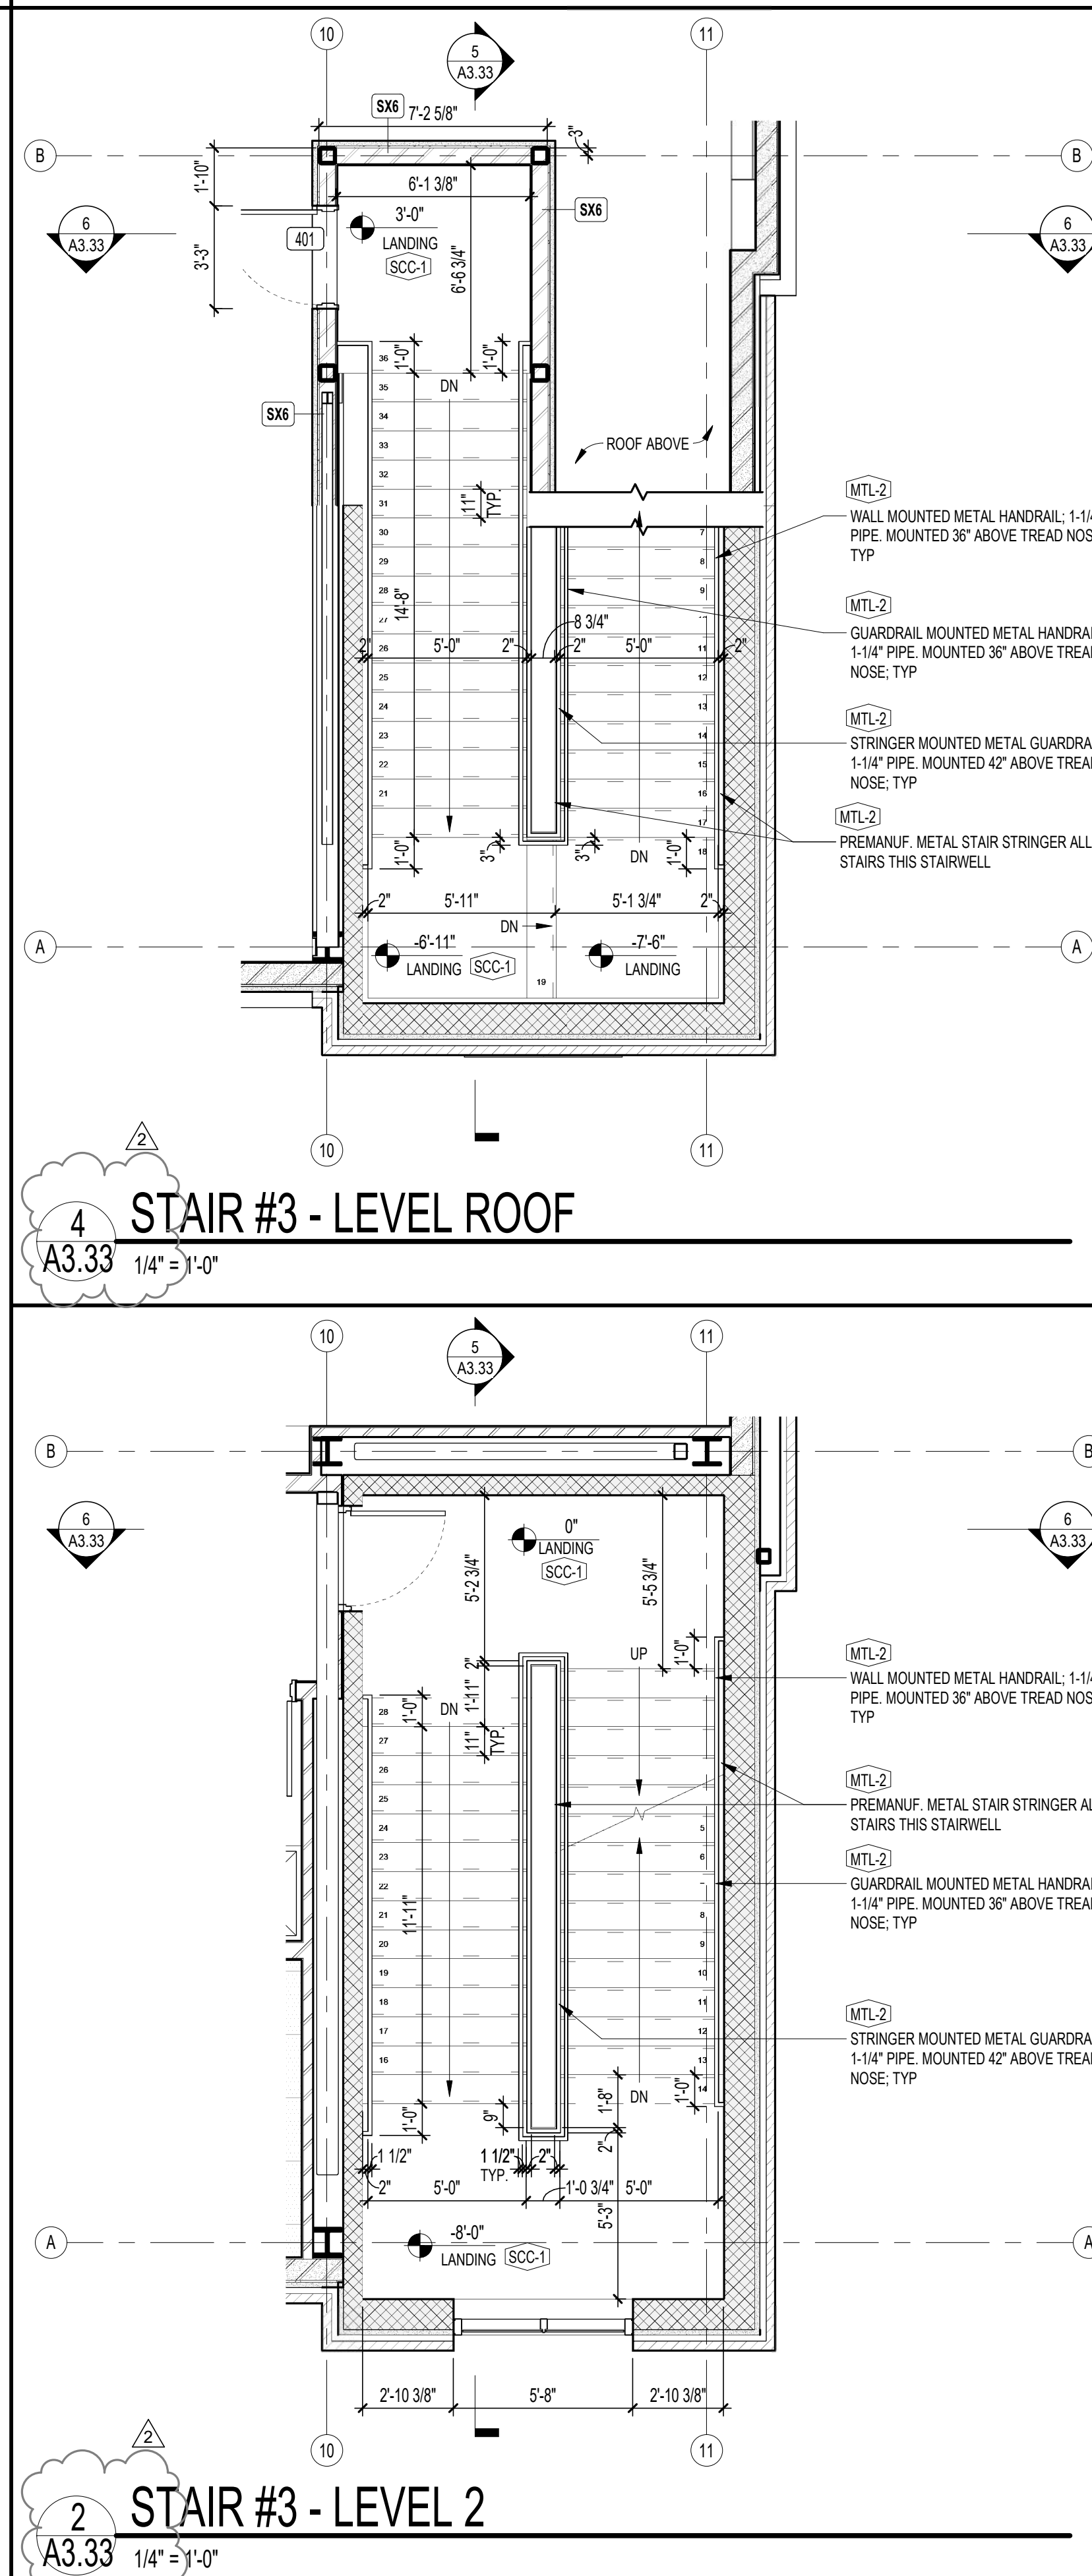 10
11
5
A3.33
SX6
7'-2 5/8"
3"
B
B
1'-10"
6'-1 3/8"
3'-0"
LANDING
SCC-1
SX6
6
A3.33
6
A3.33
401
3'-3"
6'-6 3/4"
1'-0"
1'-0"
36
35
34
33
32
31
30
29
28
26
25
24
23
22
21
DN
SX6
ROOF ABOVE
11"
TYP.
14'-8"
7
8
9
11
12
13
14
15
16
17
18
8 3/4"
2"
5'-0"
2"
2"
5'-0"
2"
MTL-2
WALL MOUNTED METAL HANDRAIL; 1-1/
PIPE. MOUNTED 36" ABOVE TREAD NOS
TYP
MTL-2
GUARDRAIL MOUNTED METAL HANDRAI
1-1/4" PIPE. MOUNTED 36" ABOVE TREA
NOSE; TYP
MTL-2
STRINGER MOUNTED METAL GUARDRA
1-1/4" PIPE. MOUNTED 42" ABOVE TREA
NOSE; TYP
MTL-2
PREMANUF. METAL STAIR STRINGER ALL
STAIRS THIS STAIRWELL
1'-0"
3"
3"
DN
1'-0"
2"
5'-11"
5'-1 3/4"
2"
DN
A
A
-6'-11"
LANDING
SCC-1
-7'-6"
LANDING
19
10
11
2
4
A3.33
STAIR #3 - LEVEL ROOF
1/4" = 1'-0"
10
11
5
A3.33
B
B
6
A3.33
6
A3.33
0"
LANDING
SCC-1
5'-2 3/4"
5'-5 3/4"
UP
1'-0"
2"
1'-11"
1'-0"
DN
11"
TYP.
28
27
26
25
24
23
22
21
20
19
18
17
16
11'-11"
5
6
8
9
10
11
12
13
14
MTL-2
WALL MOUNTED METAL HANDRAIL; 1-1/
PIPE. MOUNTED 36" ABOVE TREAD NOS
TYP
MTL-2
PREMANUF. METAL STAIR STRINGER AL
STAIRS THIS STAIRWELL
MTL-2
GUARDRAIL MOUNTED METAL HANDRAI
1-1/4" PIPE. MOUNTED 36" ABOVE TREA
NOSE; TYP
MTL-2
STRINGER MOUNTED METAL GUARDRA
1-1/4" PIPE. MOUNTED 42" ABOVE TREA
NOSE; TYP
1'-0"
9"
1'-8"
DN
1'-0"
2"
1 1/2"
1 1/2"
TYP.
2"
2"
5'-0"
1'-0 3/4"
5'-0"
5'-3"
A
A
-8'-0"
LANDING
SCC-1
2'-10 3/8"
5'-8"
2'-10 3/8"
10
11
2
2
A3.33
STAIR #3 - LEVEL 2
1/4" = 1'-0"